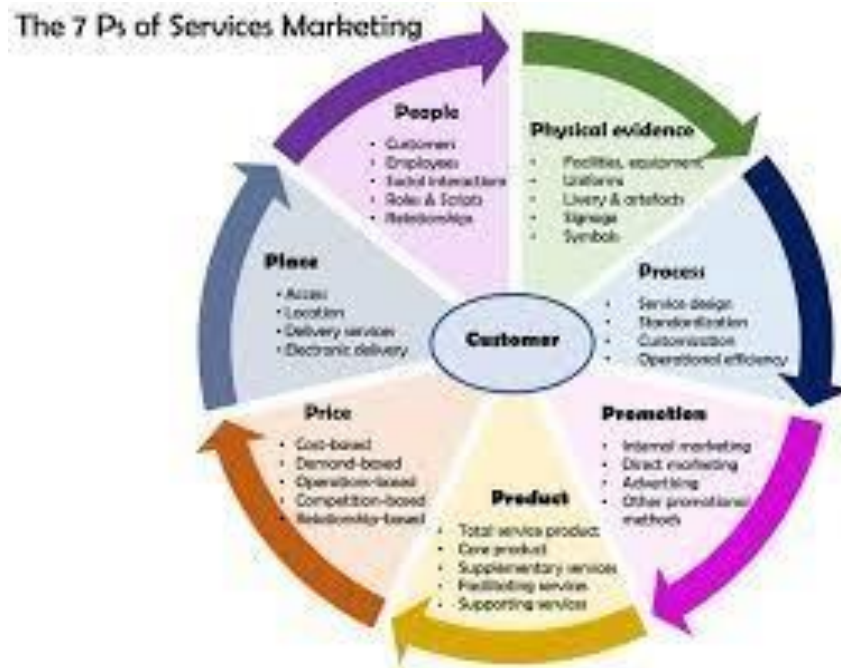 The 7 Ps of Services Marketing
People
• Customers
• Employees
• Social interactions
• Roles & Scripts
• Relationships
Physical evidence
• Facilities, equipment
• Uniforms
• Livery & artefacts
• Signage
• Symbols
Process
• Service design
• Standardization
• Customization
• Operational efficiency
Promotion
• Internal marketing
• Direct marketing
• Advertising
• Other promotional
methods
Product
• Total service product
• Core product
• Supplementary services
• Facilitating services
• Supporting services
Price
• Cost-based
• Demand-based
• Operations-based
• Competition-based
• Relationship-based
Place
• Access
• Location
• Delivery services
• Electronic delivery
Customer